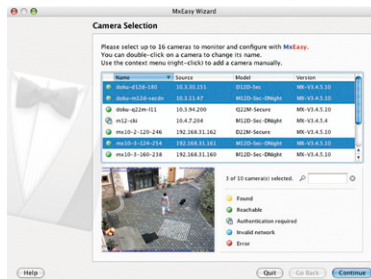 MxEasy Wizard
Camera Selection
Please select up to 16 cameras to monitor and configure with MxEasy.
You can double-click on a camera to change its name.
Use the context menu (right-click) to add a camera manually.
Name Source Model Version
doku-d12d-180 10.3.30.251 D12D-Sec MX-V3.4.5.10
doku-m12d-secdn 10.3.21.47 M12D-Sec-DNight MX-V3.4.5.10
doku-q22m-l11 10.3.94.200 Q22M-Secure MX-V3.4.5.10
m12-ski 10.4.7.204 M12D-Sec-DNight MX-V3.4.5.4
mx10-2-120-246 192.168.31.162 D22M-Secure MX-V3.4.5.10
mx10-3-124-254 192.168.31.161 M12D-Sec-DNight MX-V3.4.5.10
mx10-3-160-238 192.168.31.160 M12D-Sec-DNight MX-V3.4.5.10
3 of 10 camera(s) selected.
Found
Reachable
Authentication required
Invalid network
Error
Help Quit Go Back Continue